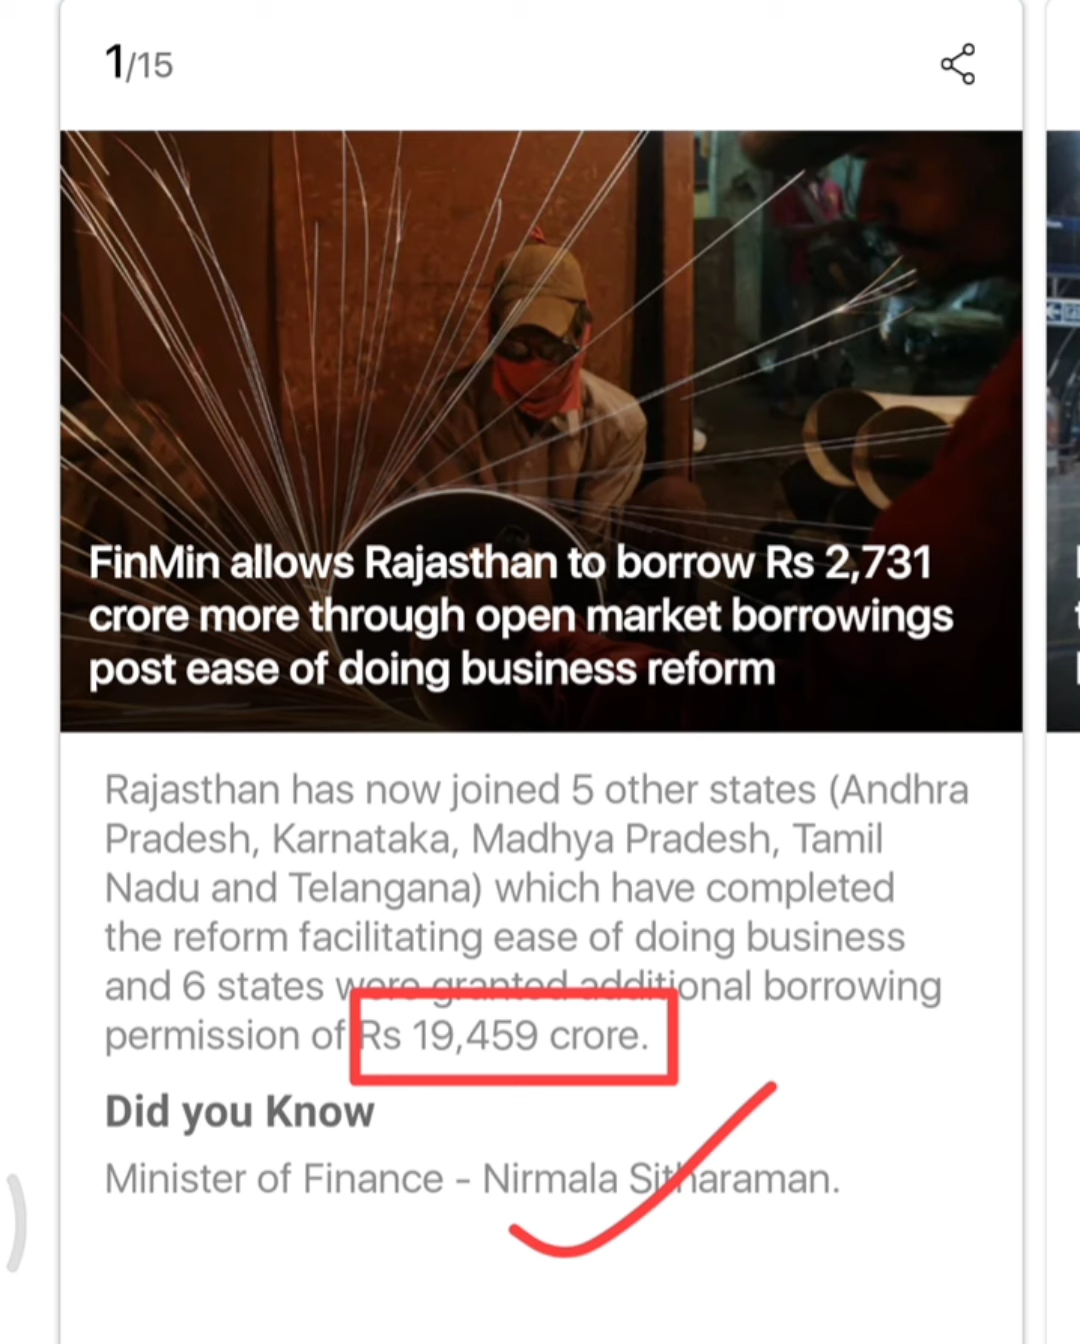 1/15
FinMin allows Rajasthan to borrow Rs 2,731
crore more through open market borrowings
post ease of doing business reform
Rajasthan has now joined 5 other states (Andhra
Pradesh, Karnataka, Madhya Pradesh, Tamil
Nadu and Telangana) which have completed
the reform facilitating ease of doing business
and 6 states were granted additional borrowing
permission of Rs 19,459 crore.
Did you Know
Minister of Finance - Nirmala Sitharaman.